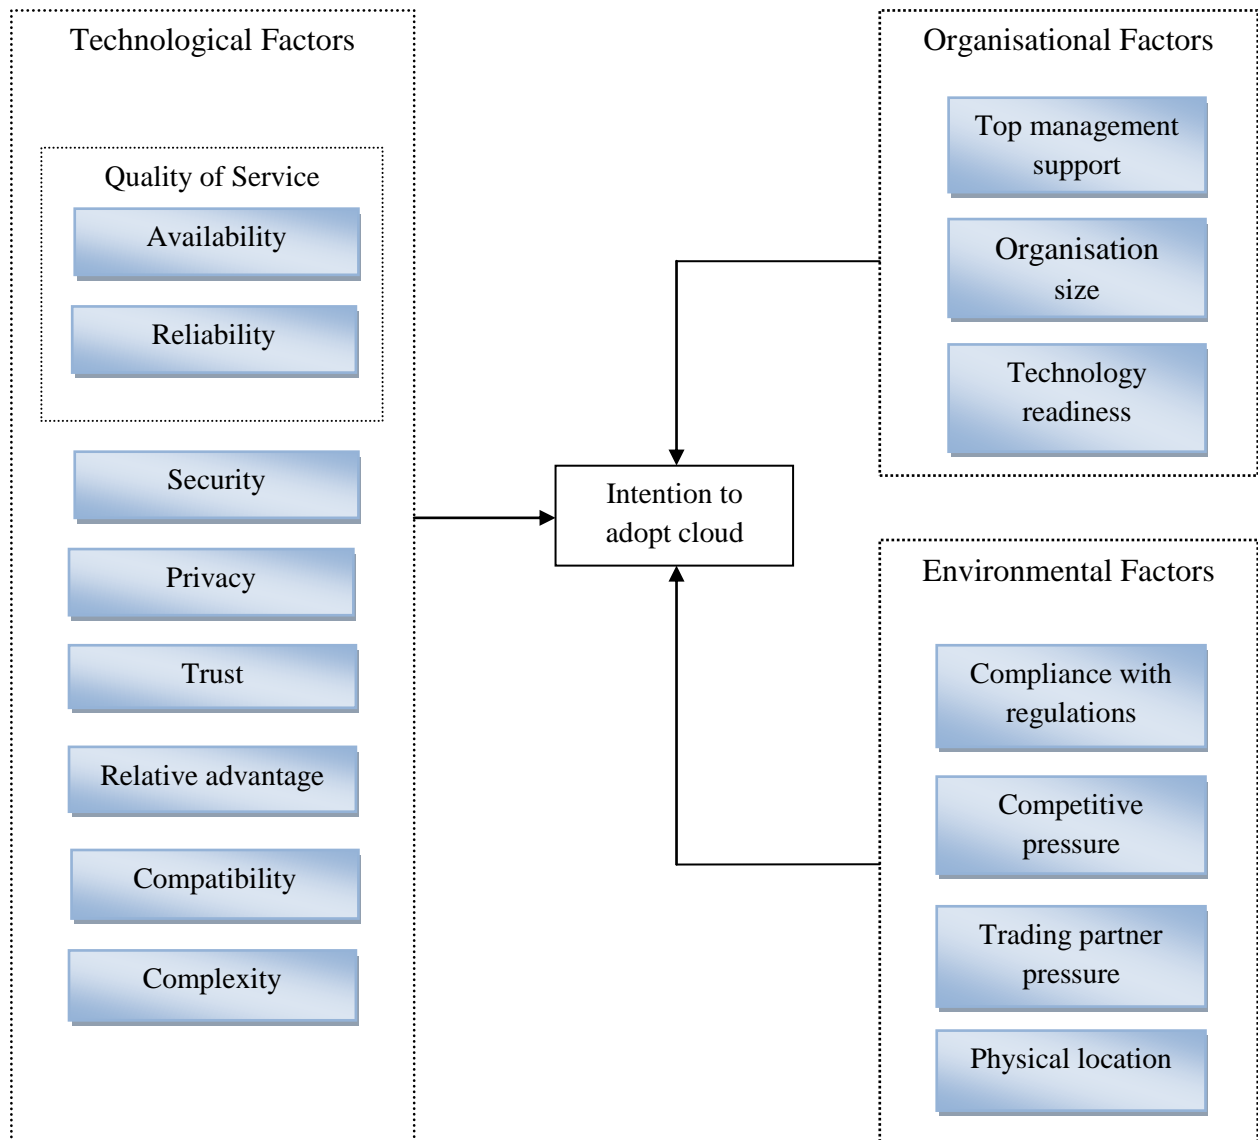 Technological Factors
Quality of Service
Availability
Reliability
Security
Privacy
Trust
Relative advantage
Compatibility
Complexity
Intention to
adopt cloud
Organisational Factors
Top management
support
Organisation
size
Technology
readiness
Environmental Factors
Compliance with
regulations
Competitive
pressure
Trading partner
pressure
Physical location